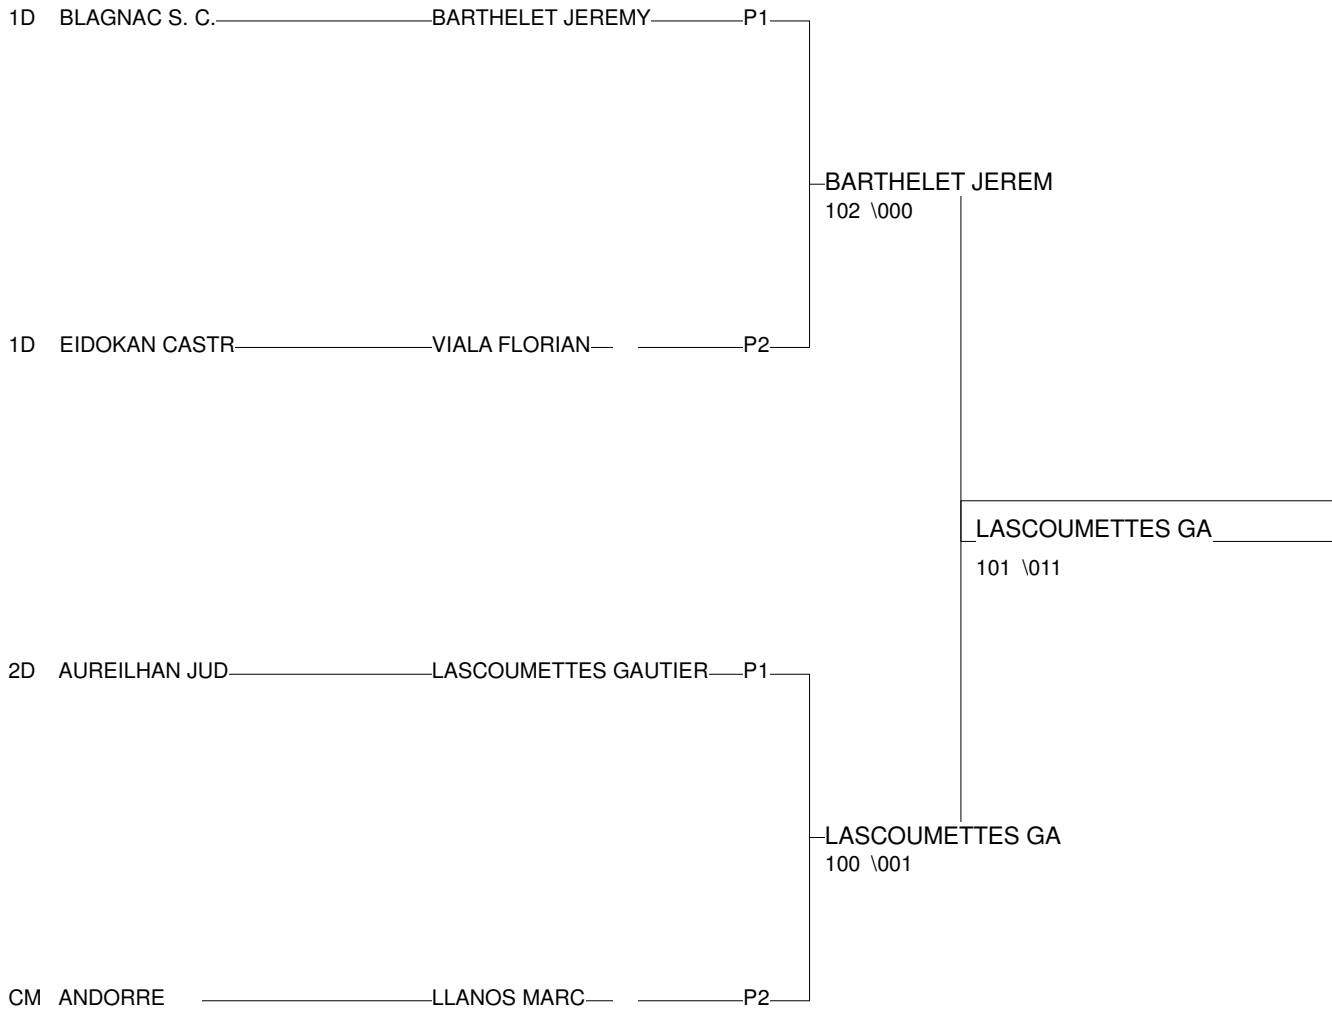 1D BLAGNAC S. C. BARTHELET JEREMY P1
BARTHELET JEREM
102 \000
1D EIDOKAN CASTR VIALA FLORIAN P2
LASCOUMETTES GA
101 \011
2D AUREILHAN JUD LASCOUMETTES GAUTIER P1
LASCOUMETTES GA
100 \001
CM ANDORRE LLANOS MARC P2